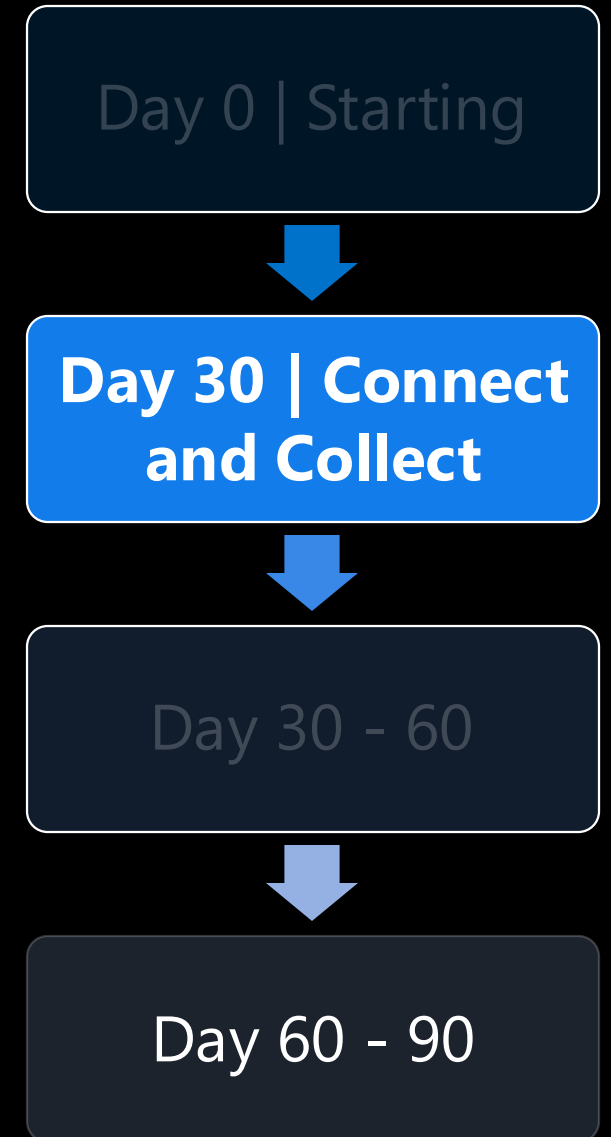 Day 0 | Starting
Day 30 | Connect
and Collect
Day 30 - 60
Day 60 - 90